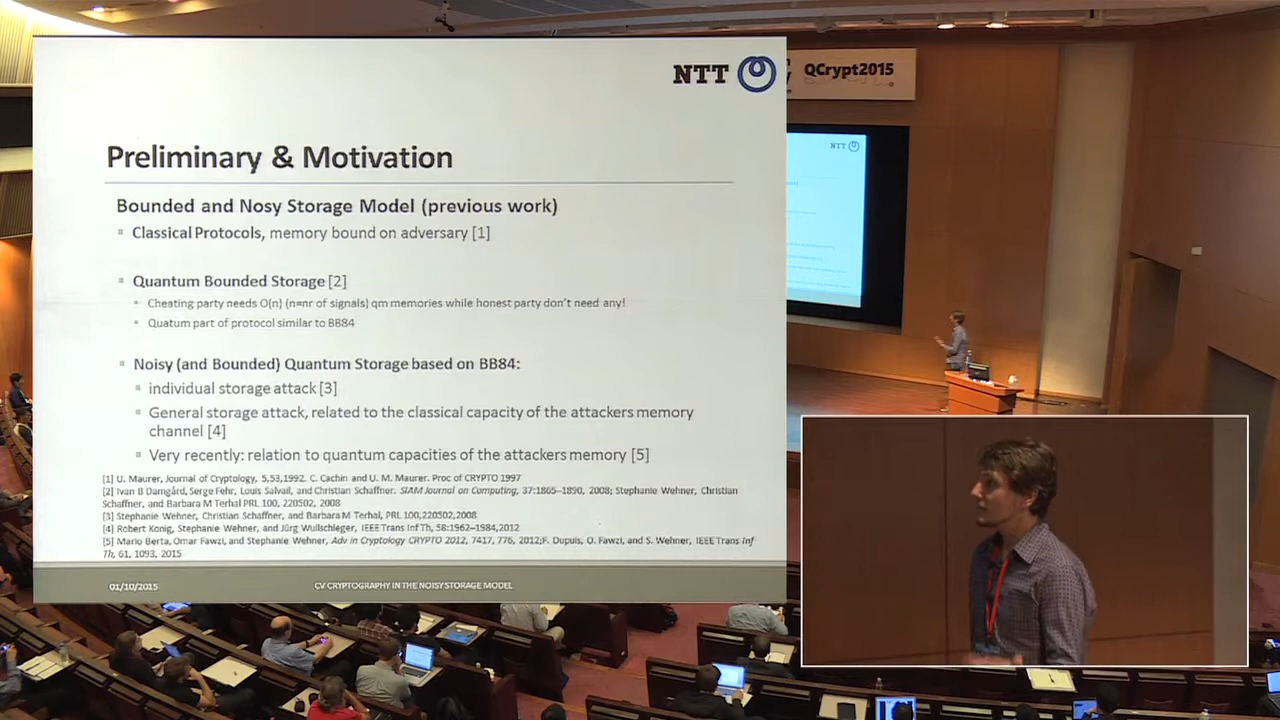 NTT
QCrypt2015
Preliminary & Motivation
Bounded and Nosy Storage Model (previous work)
Classical Protocols, memory bound on adversary [1]
Quantum Bounded Storage [2]
Cheating party needs O(n) (n=nr of signals) qm memories while honest party don't need any!
Quatum part of protocol similar to BB84
Noisy (and Bounded) Quantum Storage based on BB84:
individual storage attack [3]
General storage attack, related to the classical capacity of the attackers memory
channel [4]
Very recently: relation to quantum capacities of the attackers memory [5]
[1] U. Maurer, Journal of Cryptology, 5,53,1992. C. Cachin and U. M. Maurer. Proc of CRYPTO 1997
[2] Ivan B Damgård, Serge Fehr, Louis Salvail, and Christian Schaffner. SIAM Journal on Computing, 37:1865–1890, 2008; Stephanie Wehner, Christian
Schaffner, and Barbara M Terhal PRL 100, 220502, 2008
[3] Stephanie Wehner, Christian Schaffner, and Barbara M Terhal, PRL 100,220502,2008
[4] Robert Konig, Stephanie Wehner, and Jürg Wullschleger, IEEE Trans Inf Th, 58:1962–1984,2012
[5] Mario Berta, Omar Fawzi, and Stephanie Wehner, Adv in Cryptology CRYPTO 2012, 7417, 776, 2012;F. Dupuis, O. Fawzi, and S. Wehner, IEEE Trans Inf
Th, 61, 1093, 2015
01/10/2015 CV CRYPTOGRAPHY IN THE NOISY STORAGE MODEL
NTT